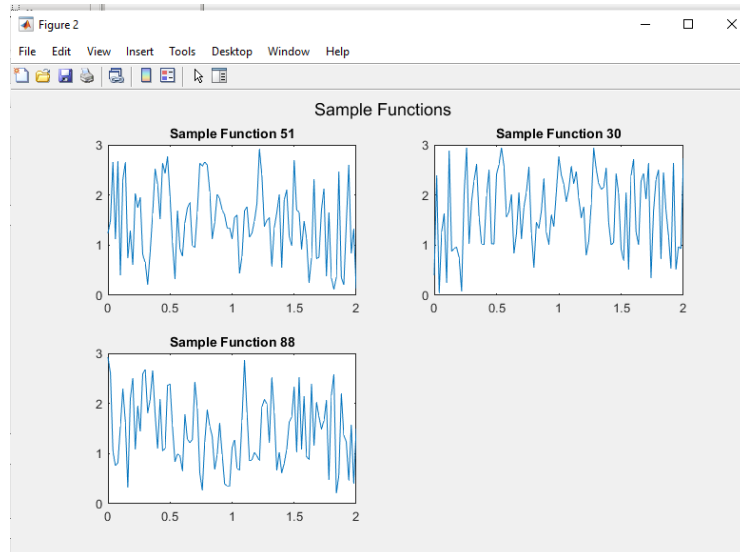 Figure 2
File Edit View Insert Tools Desktop Window Help
Sample Functions
Sample Function 51
3
2
1
0
0 0.5 1 1.5 2
Sample Function 30
3
2
1
0
0 0.5 1 1.5 2
Sample Function 88
3
2
1
0
0 0.5 1 1.5 2